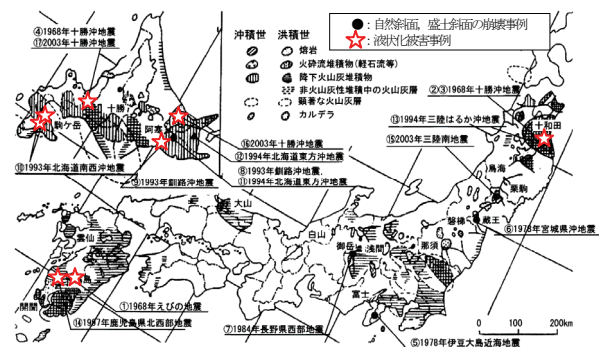 ●：自然斜面，盛土斜面の崩壊事例
☆：液状化被害事例
沖積世 洪積世
溶岩
火砕流堆積物(軽石流等)
降下火山灰堆積物
非火山灰性堆積中の火山灰層
顕著な火山灰層
カルデラ
④1968年十勝沖地震
⑰2003年十勝沖地震
十勝
駒ケ岳
阿寒
⑩1993年北海道南西沖地震
⑨1993年釧路沖地震
⑯2003年十勝沖地震
⑫1994年北海道東方沖地震
⑧1993年釧路沖地震
⑪1994年北海道東方沖地震
②③1968年十勝沖地震
⑬1994年三陸はるか沖地震
十和田
⑮2003年三陸南地震
鳥海
栗駒
蔵王
磐梯
⑥1978年宮城県沖地震
大山
白山
御岳
浅間
那須
富士
雲仙
島
開聞
①1968年えびの地震
⑭1997年鹿児島県北西部地震
⑦1984年長野県西部地震
⑤1978年伊豆大島近海地震
0 200km